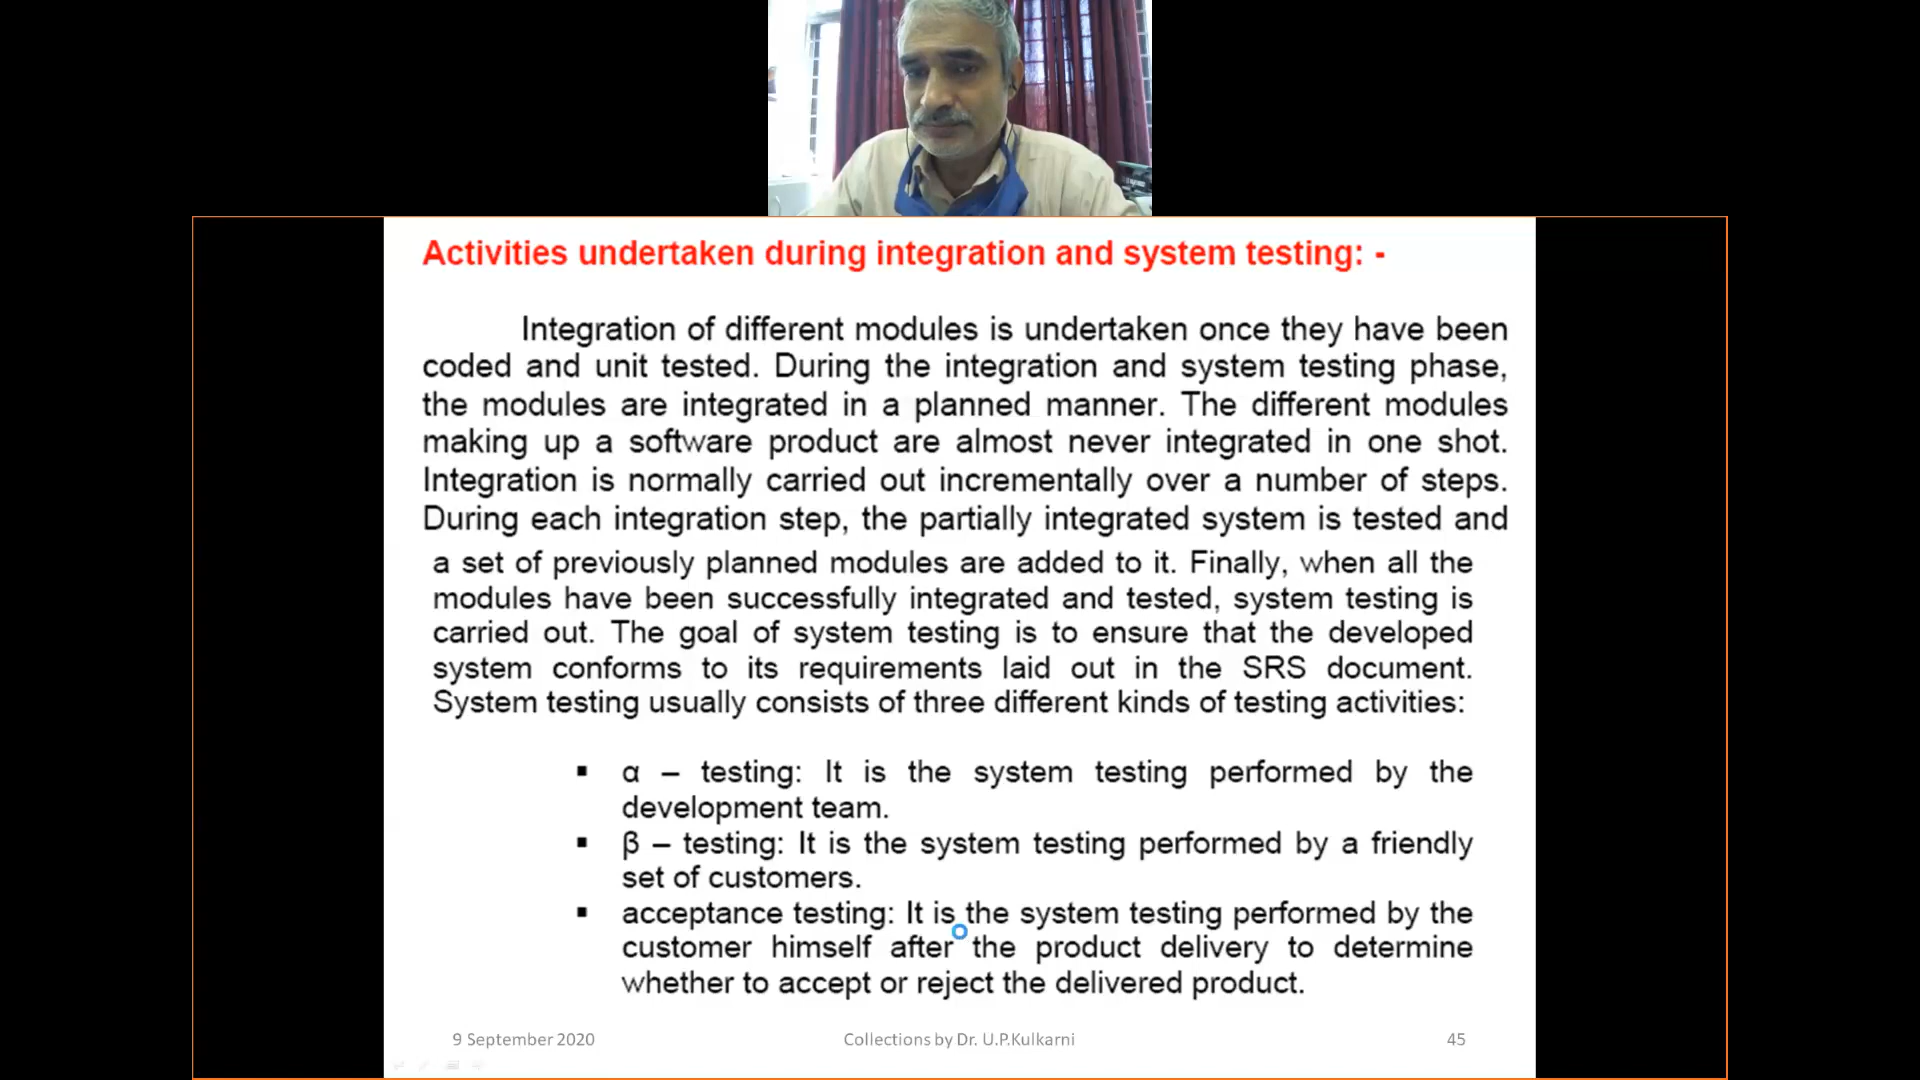 Activities undertaken during integration and system testing: -
Integration of different modules is undertaken once they have been
coded and unit tested. During the integration and system testing phase,
the modules are integrated in a planned manner. The different modules
making up a software product are almost never integrated in one shot.
Integration is normally carried out incrementally over a number of steps.
During each integration step, the partially integrated system is tested and
a set of previously planned modules are added to it. Finally, when all the
modules have been successfully integrated and tested, system testing is
carried out. The goal of system testing is to ensure that the developed
system conforms to its requirements laid out in the SRS document.
System testing usually consists of three different kinds of testing activities:
▪ α – testing: It is the system testing performed by the
development team.
▪ β – testing: It is the system testing performed by a friendly
set of customers.
▪ acceptance testing: It is the system testing performed by the
customer himself after the product delivery to determine
whether to accept or reject the delivered product.
9 September 2020 Collections by Dr. U.P.Kulkarni 45